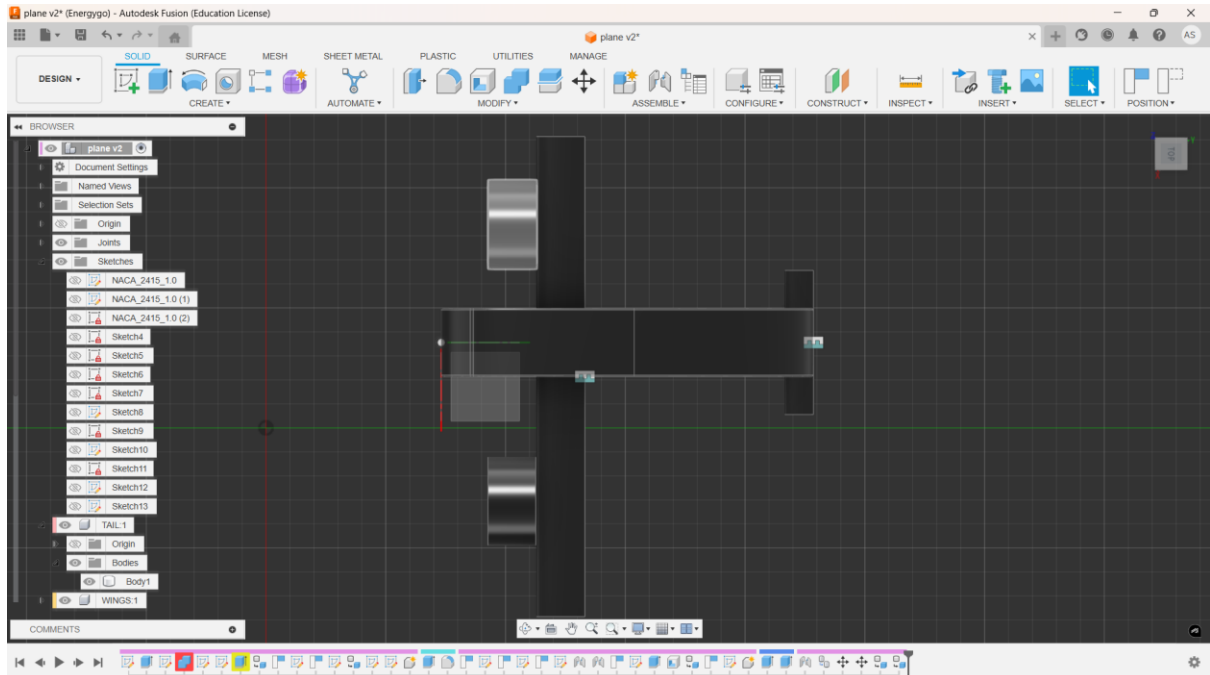 plane v2* (Energygo) - Autodesk Fusion (Education License)
plane v2*
AS
DESIGN
SOLID SURFACE MESH SHEET METAL PLASTIC UTILITIES MANAGE
CREATE AUTOMATE MODIFY ASSEMBLE CONFIGURE CONSTRUCT INSPECT INSERT SELECT POSITION
BROWSER
plane v2
Document Settings
Named Views
Selection Sets
Origin
Joints
Sketches
NACA_2415_1.0
NACA_2415_1.0 (1)
NACA_2415_1.0 (2)
Sketch4
Sketch5
Sketch6
Sketch7
Sketch8
Sketch9
Sketch10
Sketch11
Sketch12
Sketch13
TAIL:1
Origin
Bodies
Body1
WINGS:1
COMMENTS
TOP
Y